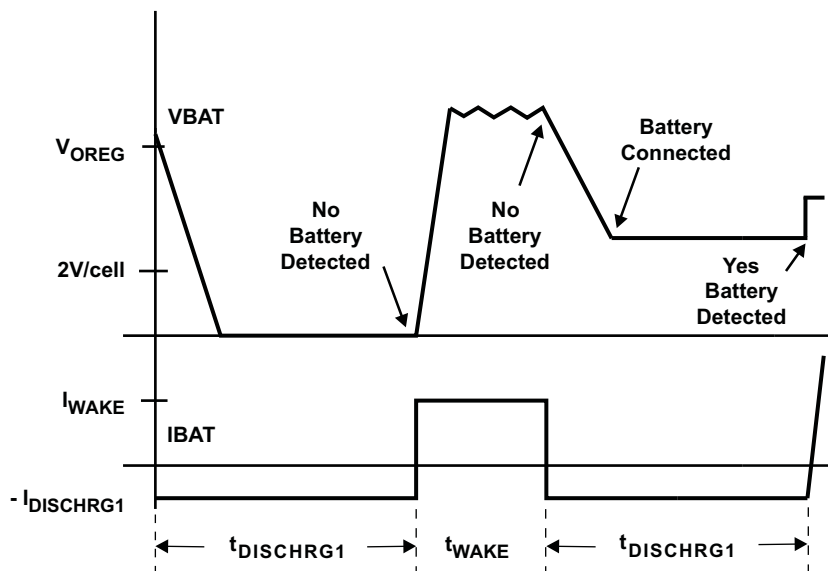 VBAT
VOREG
Battery
Connected
No
Battery
Detected
No
Battery
Detected
2V/cell
Yes
Battery
Detected
IWAKE
IBAT
- IDISCHRG1
tDISCHRG1
tWAKE
tDISCHRG1